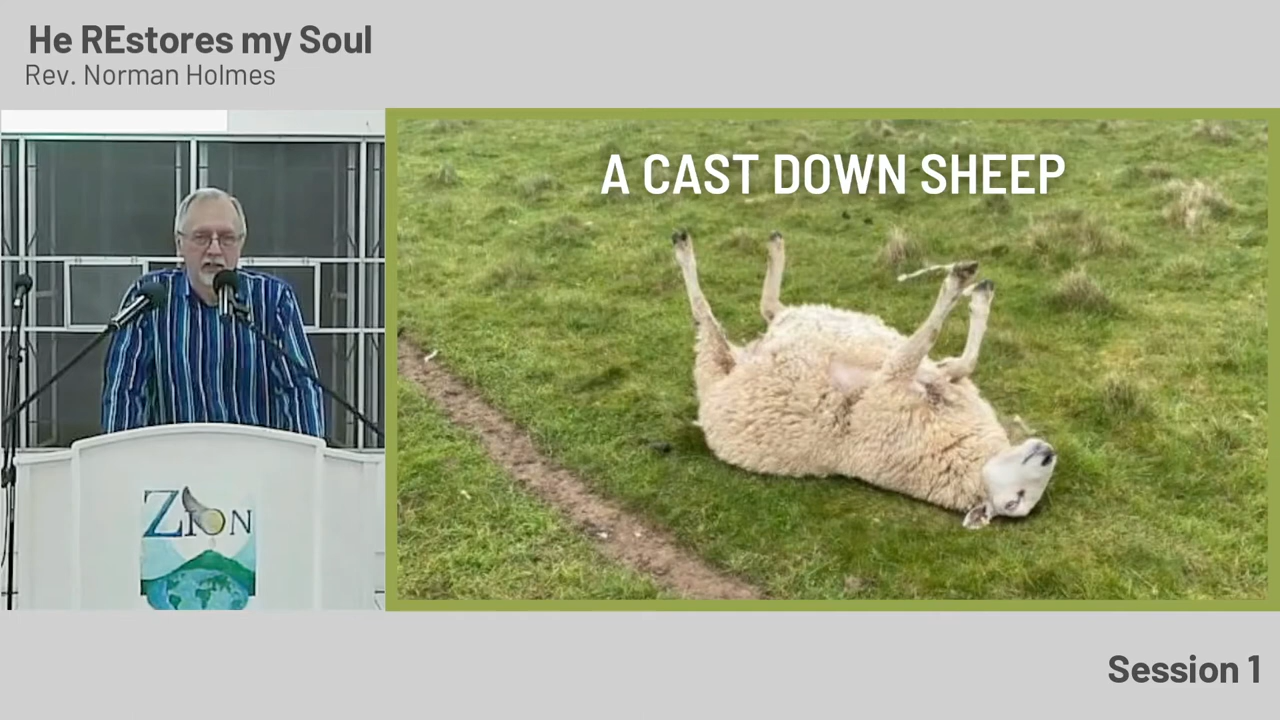 He REstores my Soul
Rev. Norman Holmes
A CAST DOWN SHEEP
ZION
Session 1